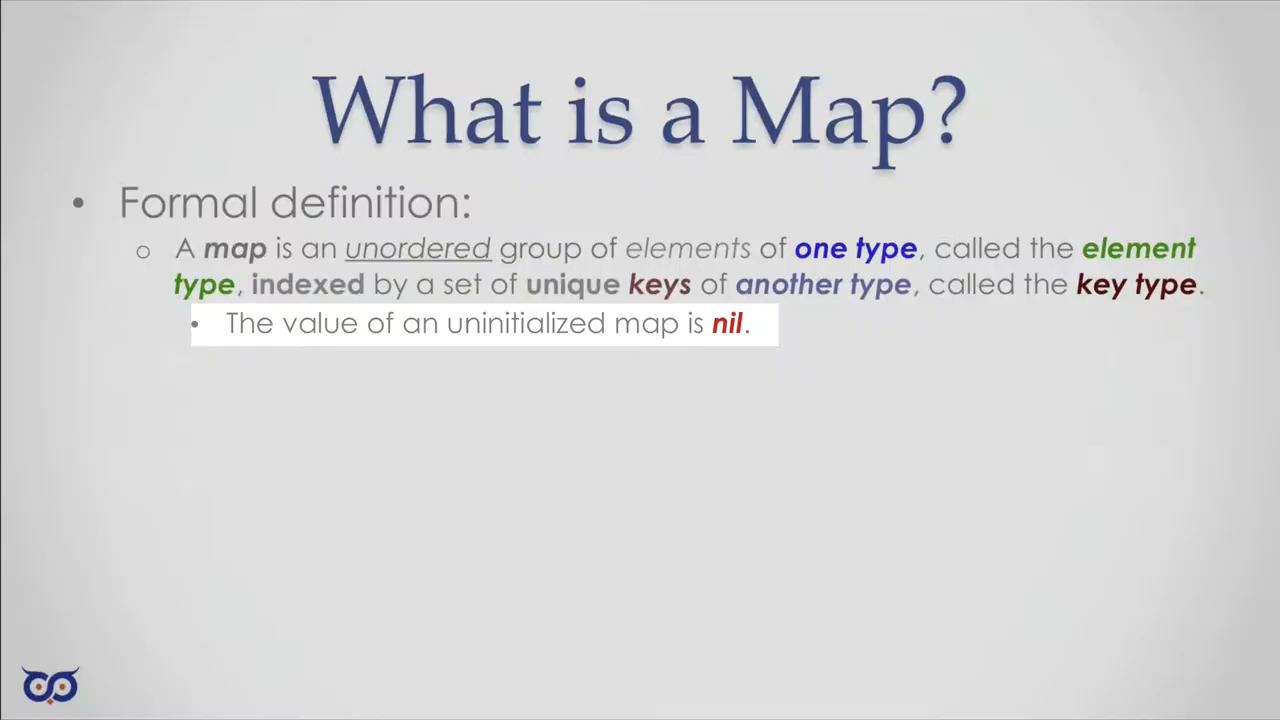 What is a Map?
• Formal definition:
o A map is an unordered group of elements of one type, called the element
type, indexed by a set of unique keys of another type, called the key type.
• The value of an uninitialized map is nil.